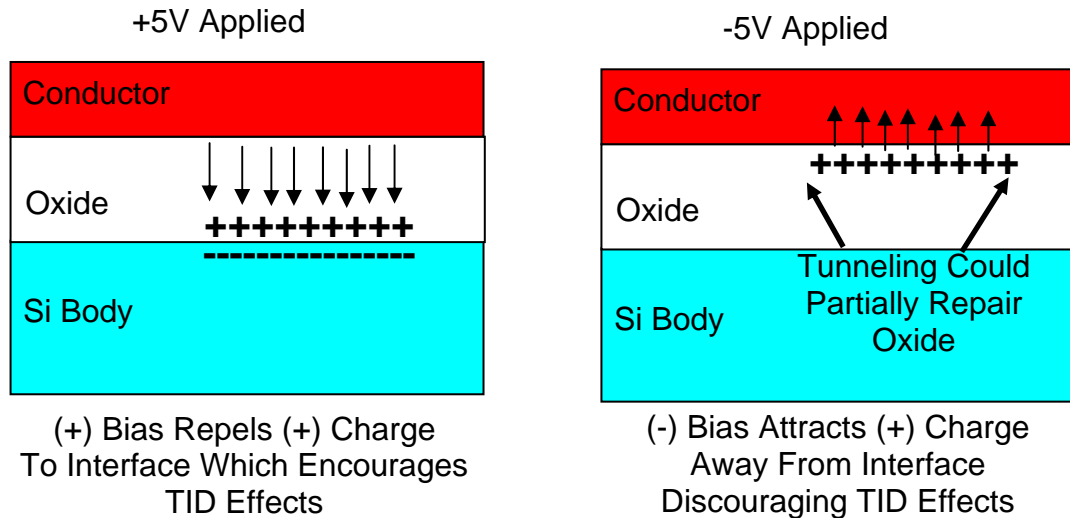 +5V Applied
Conductor
Oxide
+++++++++
---------------
Si Body
(+) Bias Repels (+) Charge
To Interface Which Encourages
TID Effects
-5V Applied
Conductor
+++++++++
Oxide
Tunneling Could
Partially Repair
Oxide
Si Body
(-) Bias Attracts (+) Charge
Away From Interface
Discouraging TID Effects